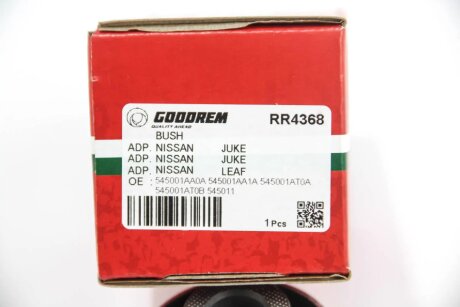 GOODREM RR4368
QUALITY AHEAD
BUSH
ADP. NISSAN JUKE
ADP. NISSAN JUKE
ADP. NISSAN LEAF
OE : 545001AA0A 545001AA1A 545001AT0A
545001AT0B 545011
1 Pcs